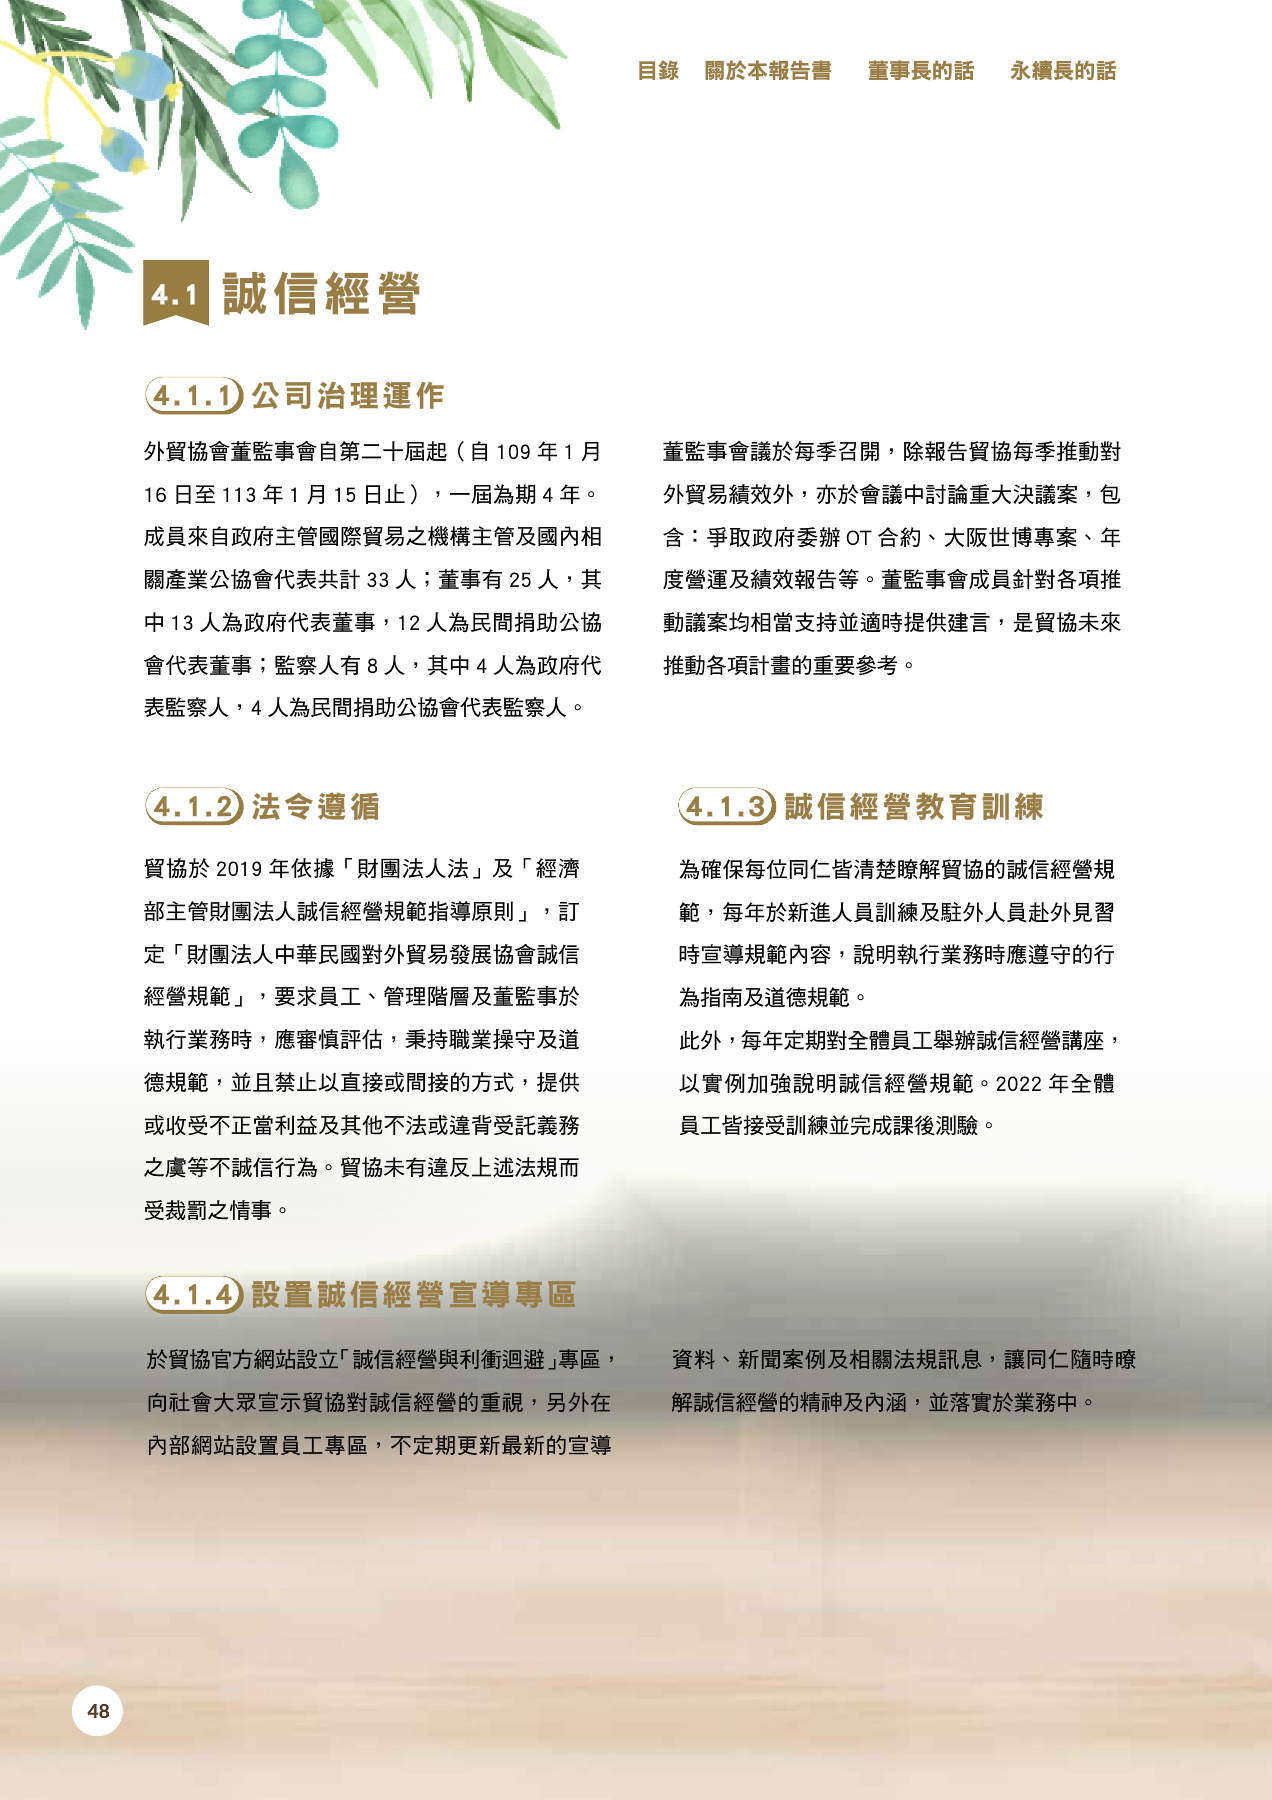 目錄 關於本報告書 董事長的話 永續長的話
4.1 誠信經營
4.1.1 公司治理運作
外貿協會董監事會自第二十屆起（自 109 年 1 月
16 日至 113 年 1 月 15 日止），一屆為期 4 年。
成員來自政府主管國際貿易之機構主管及國內相
關產業公協會代表共計 33 人；董事有 25 人，其
中 13 人為政府代表董事，12 人為民間捐助公協
會代表董事；監察人有 8 人，其中 4 人為政府代
表監察人，4 人為民間捐助公協會代表監察人。
董監事會議於每季召開，除報告貿協每季推動對
外貿易績效外，亦於會議中討論重大決議案，包
含：爭取政府委辦 OT 合約、大阪世博專案、年
度營運及績效報告等。董監事會成員針對各項推
動議案均相當支持並適時提供建言，是貿協未來
推動各項計畫的重要參考。
4.1.2 法令遵循
貿協於 2019 年依據「財團法人法」及「經濟
部主管財團法人誠信經營規範指導原則」，訂
定「財團法人中華民國對外貿易發展協會誠信
經營規範」，要求員工、管理階層及董監事於
執行業務時，應審慎評估，秉持職業操守及道
德規範，並且禁止以直接或間接的方式，提供
或收受不正當利益及其他不法或違背受託義務
之虞等不誠信行為。貿協未有違反上述法規而
受裁罰之情事。
4.1.3 誠信經營教育訓練
為確保每位同仁皆清楚瞭解貿協的誠信經營規
範，每年於新進人員訓練及駐外人員赴外見習
時宣導規範內容，說明執行業務時應遵守的行
為指南及道德規範。
此外，每年定期對全體員工舉辦誠信經營講座，
以實例加強說明誠信經營規範。2022 年全體
員工皆接受訓練並完成課後測驗。
4.1.4 設置誠信經營宣導專區
於貿協官方網站設立「誠信經營與利衝迴避」專區，
向社會大眾宣示貿協對誠信經營的重視，另外在
內部網站設置員工專區，不定期更新最新的宣導
資料、新聞案例及相關法規訊息，讓同仁隨時瞭
解誠信經營的精神及內涵，並落實於業務中。
48